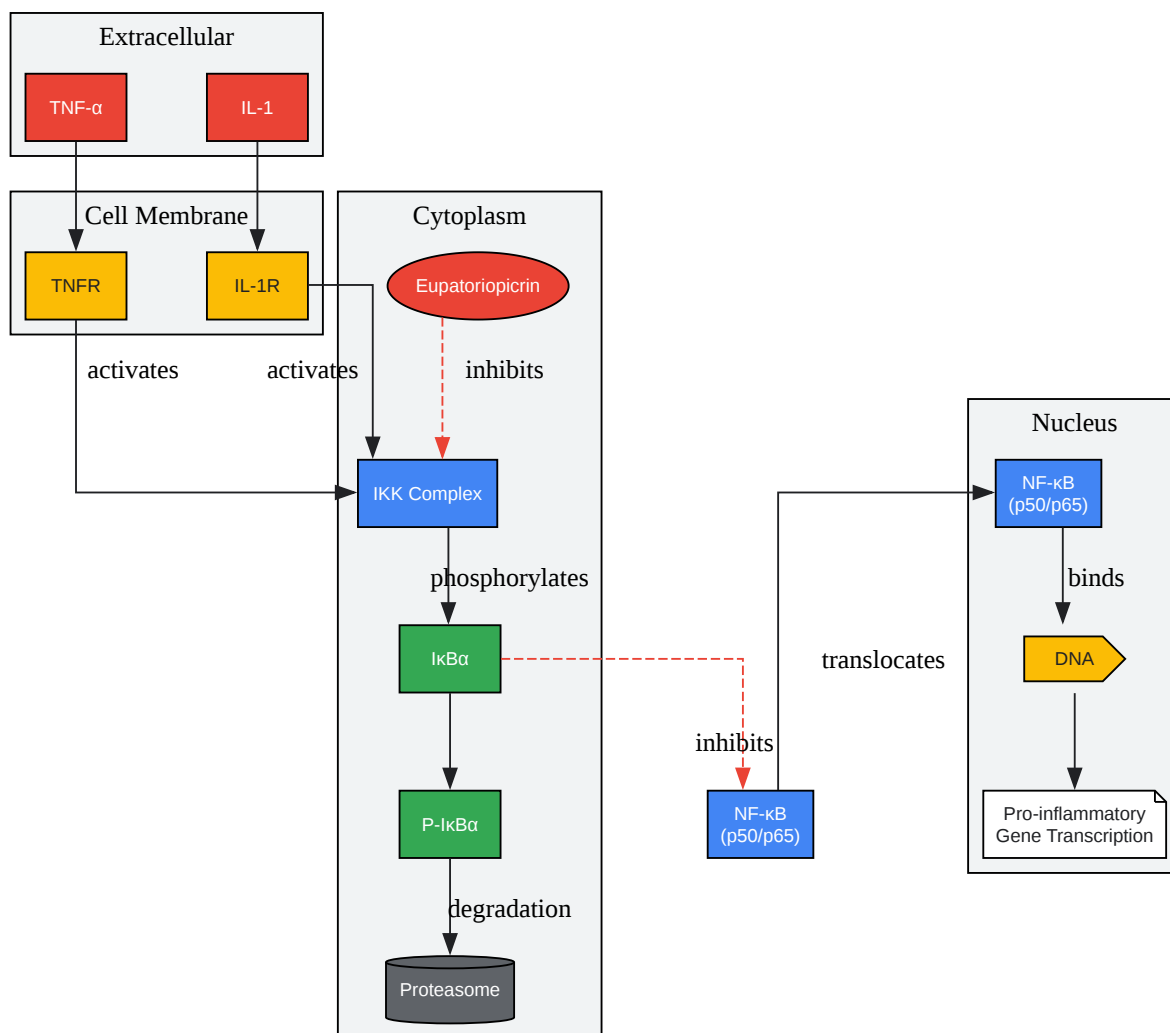 Extracellular
TNF-α
IL-1
Cell Membrane
TNFR
IL-1R
Cytoplasm
Eupatoriopicrin
activates
activates
inhibits
IKK Complex
phosphorylates
IκBα
inhibits
P-IκBα
degradation
Proteasome
NF-κB
(p50/p65)
translocates
Nucleus
NF-κB
(p50/p65)
binds
DNA
Pro-inflammatory
Gene Transcription